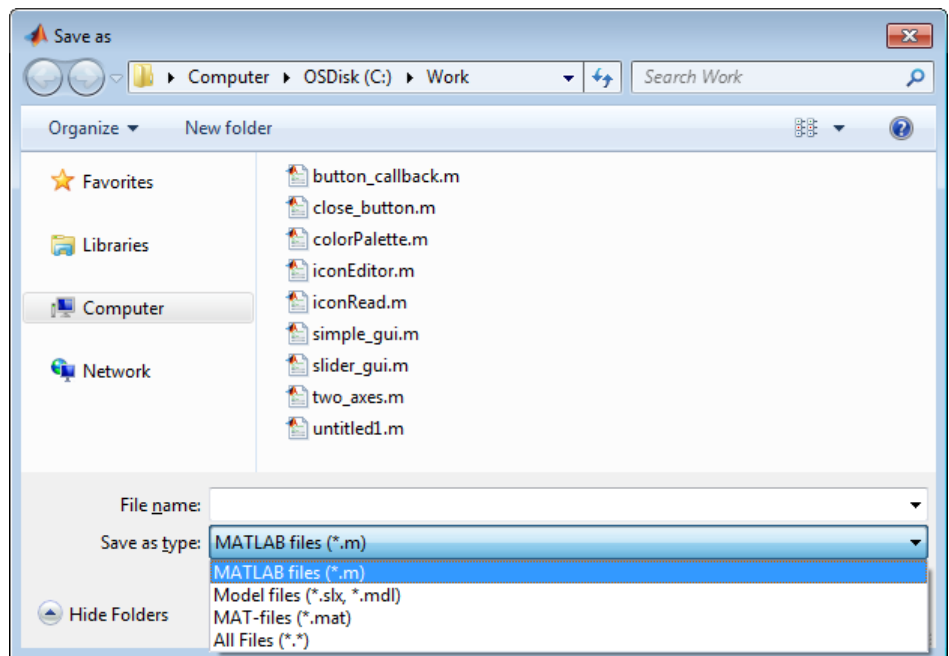 Save as
Computer OSDisk (C:) Work Search Work
Organize New folder
Favorites
Libraries
Computer
Network
button_callback.m
close_button.m
colorPalette.m
iconEditor.m
iconRead.m
simple_gui.m
slider_gui.m
two_axes.m
untitled1.m
File name:
Save as type: MATLAB files (*.m)
MATLAB files (*.m)
Model files (*.slx, *.mdl)
MAT-files (*.mat)
All Files (*.*)
Hide Folders